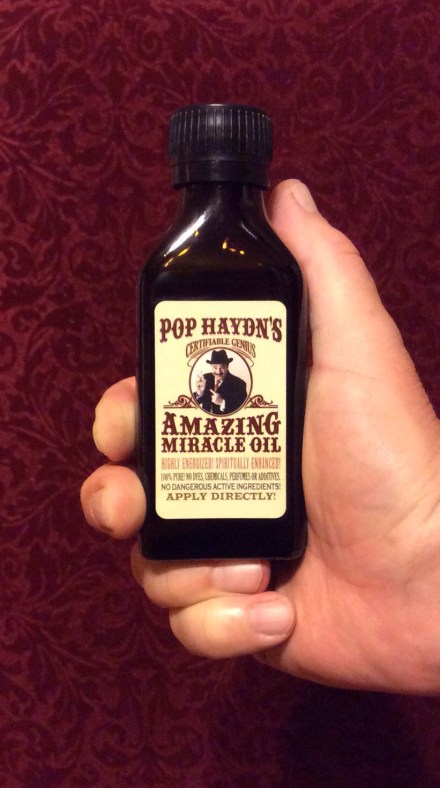 POP HAYDN'S
CERTIFIABLE GENIUS
AMAZING
MIRACLE OIL
HIGHLY ENERGIZED! SPIRITUALLY ENHANCED!
100% PURE! NO DYES, CHEMICALS, PERFUMES OR ADDITIVES.
NO DANGEROUS ACTIVE INGREDIENTS!
APPLY DIRECTLY!